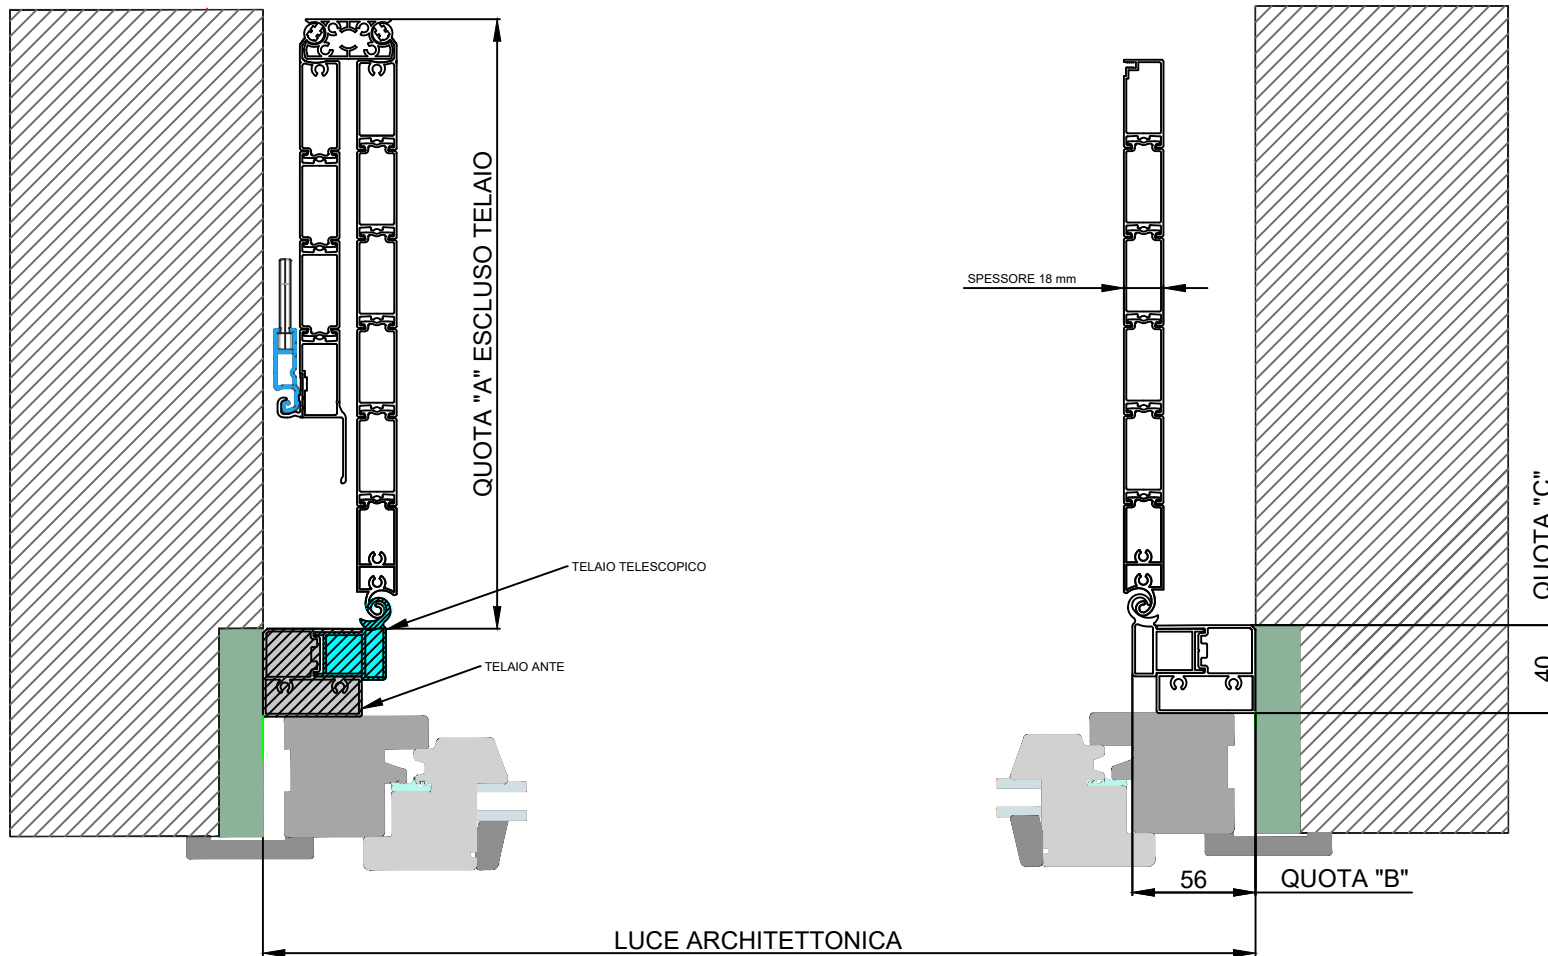 QUOTA "A" ESCLUSO TELAIO
SPESSORE 18 mm
TELAIO TELESCOPICO
TELAIO ANTE
QUOTA "C"
40
56
QUOTA "B"
LUCE ARCHITETTONICA